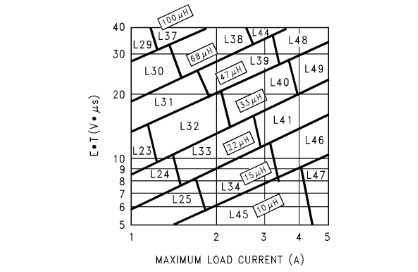 40
30
20
10
9
8
7
6
5
E•T(V•μs)
100μH
L29 L37 L38 L44 L48
68μH
L30 L39 L49
47μH
L40
L31
33μH
L32 L41
L23 L33 22μH L46
L24 15μH L47
L34
L25
L45 10μH
1 2 3 4 5
MAXIMUM LOAD CURRENT (A)